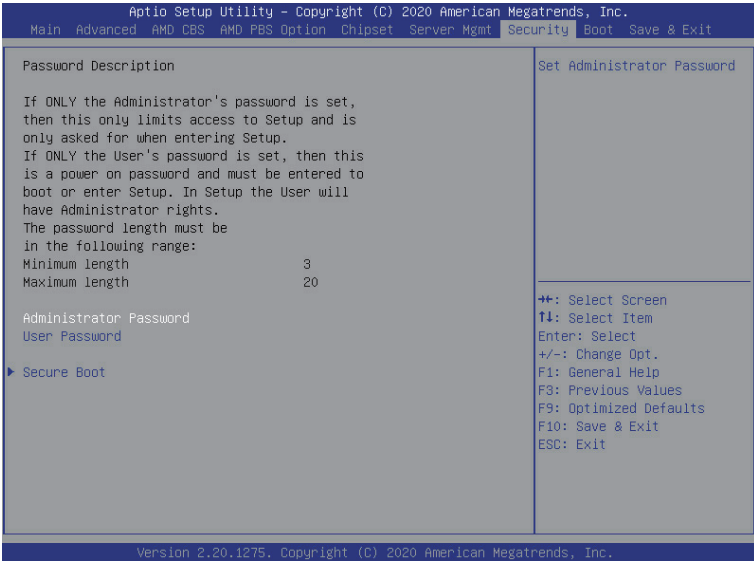 Aptio Setup Utility – Copyright (C) 2020 American Megatrends, Inc.
Main Advanced AMD CBS AMD PBS Option Chipset Server Mgmt Security Boot Save & Exit
Password Description
If ONLY the Administrator's password is set,
then this only limits access to Setup and is
only asked for when entering Setup.
If ONLY the User's password is set, then this
is a power on password and must be entered to
boot or enter Setup. In Setup the User will
have Administrator rights.
The password length must be
in the following range:
Minimum length 3
Maximum length 20
Administrator Password
User Password
Secure Boot
Set Administrator Password
→←: Select Screen
↑↓: Select Item
Enter: Select
+/-: Change Opt.
F1: General Help
F3: Previous Values
F9: Optimized Defaults
F10: Save & Exit
ESC: Exit
Version 2.20.1275. Copyright (C) 2020 American Megatrends, Inc.